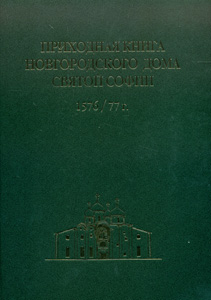 ПРИХОДНАЯ КНИГА
НОВГОРОДСКОГО ДОМА
СВЯТОЙ СОФИИ
1576/77 г.